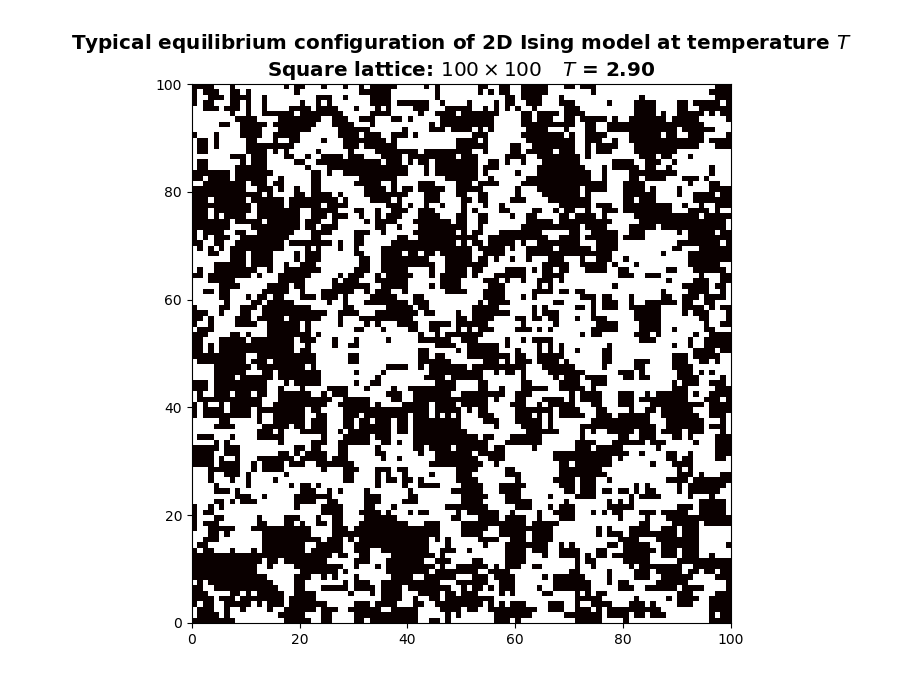 Typical equilibrium configuration of 2D Ising model at temperature T
Square lattice: 100 × 100 T = 2.90
100
80
60
40
20
0
0 20 40 60 80 100